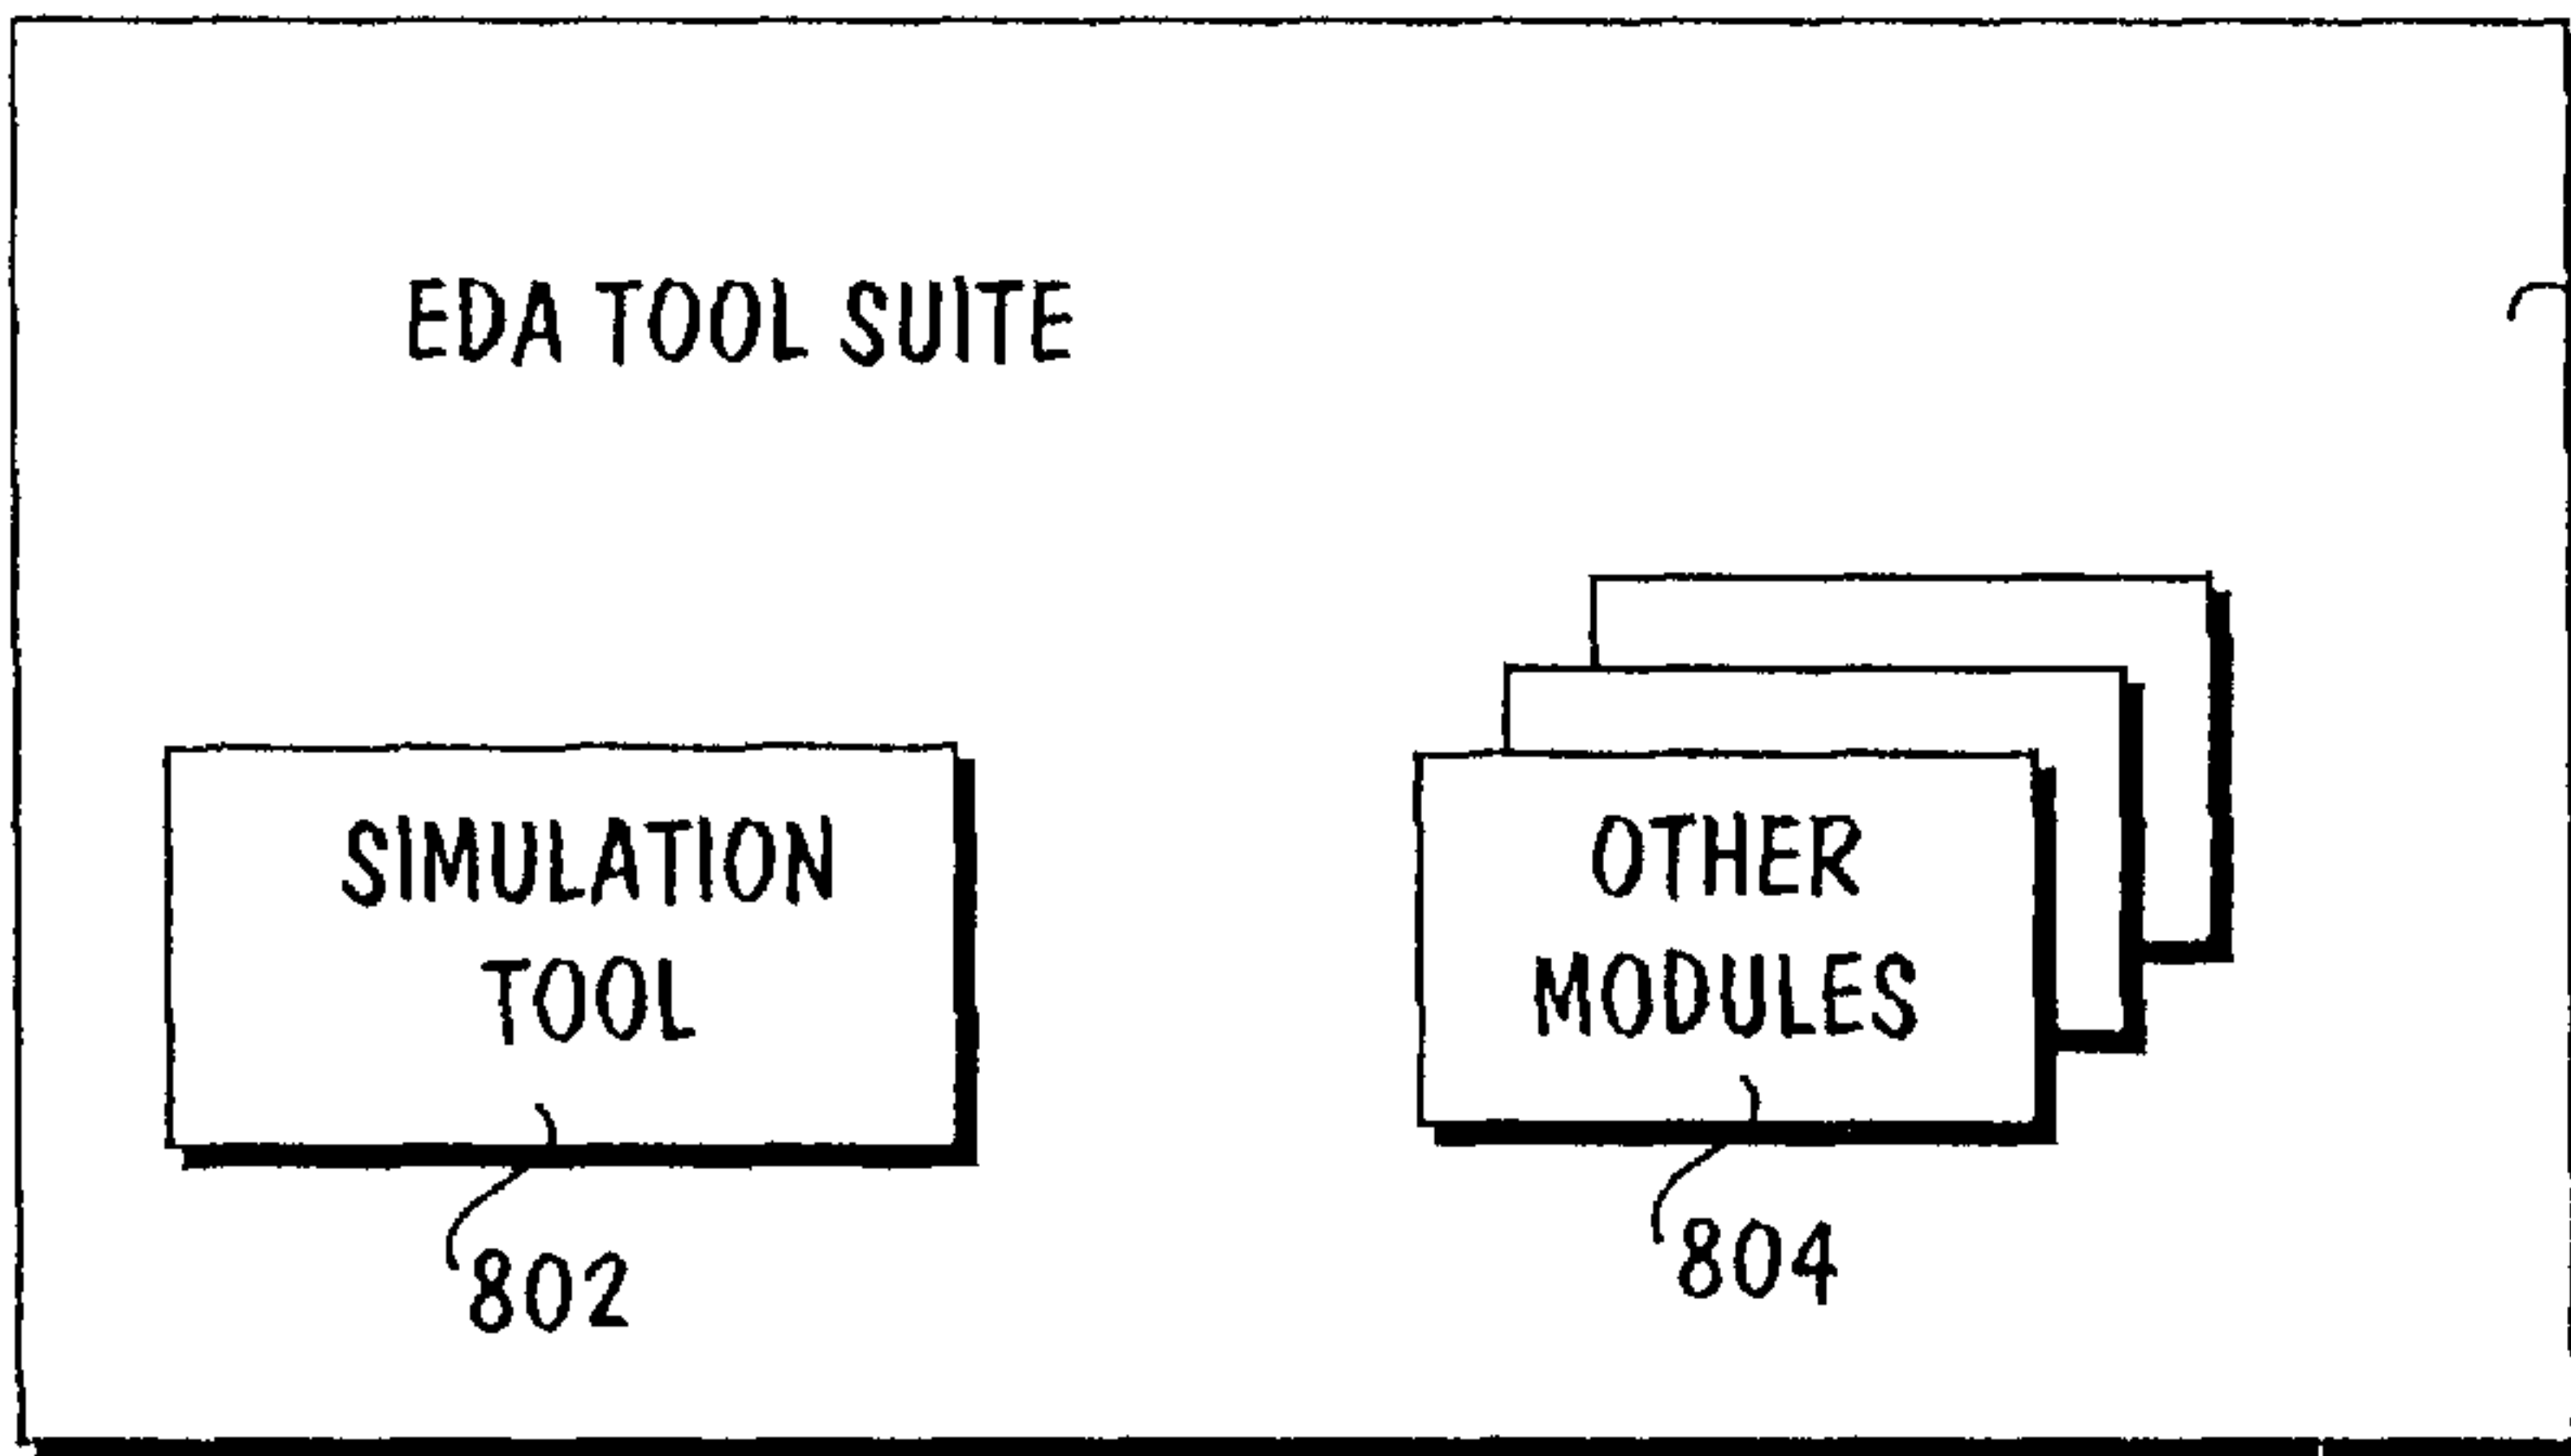 EDA TOOL SUITE
SIMULATION
TOOL
802
OTHER
MODULES
804